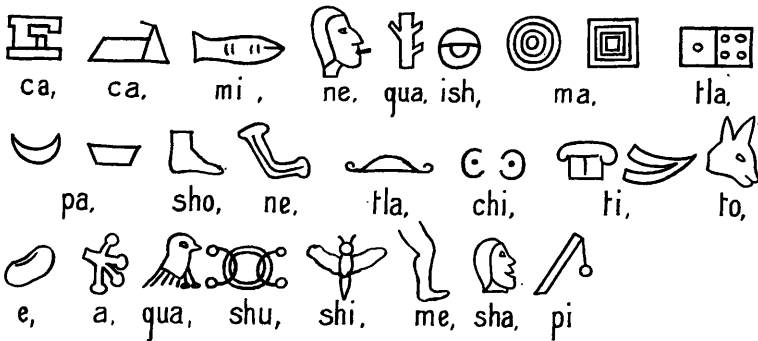 ca, ca, mi, ne, qua, ish, ma, tla,
pa, sho, ne, tla, chi, ti, to,
e, a, qua, shu, shi, me, sha, pi